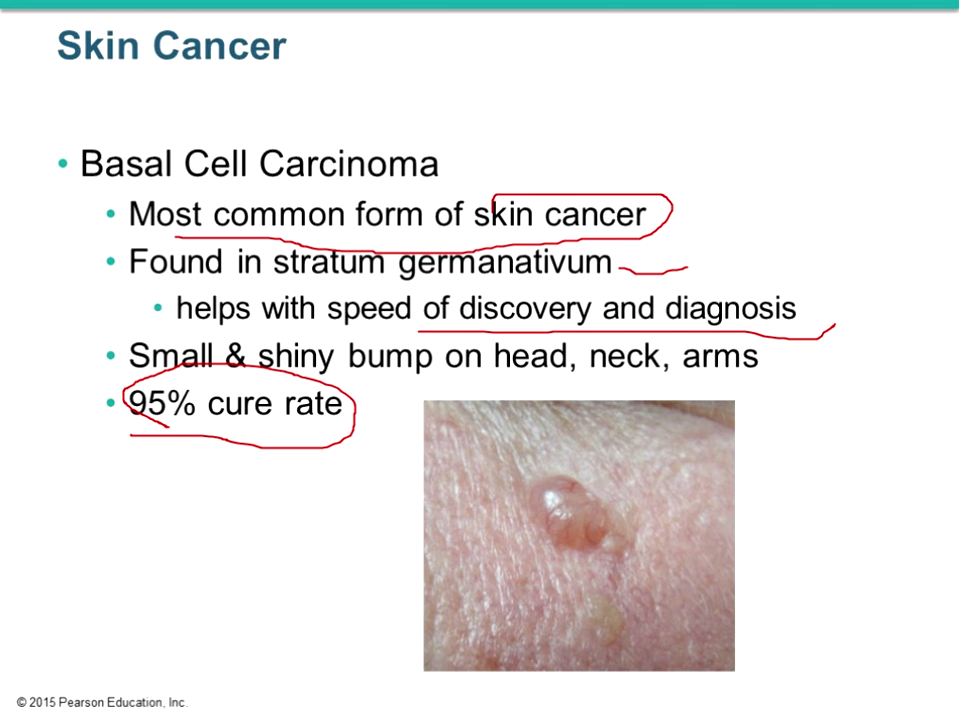 Skin Cancer
• Basal Cell Carcinoma
• Most common form of skin cancer
• Found in stratum germanativum
• helps with speed of discovery and diagnosis
• Small & shiny bump on head, neck, arms
• 95% cure rate
© 2015 Pearson Education, Inc.